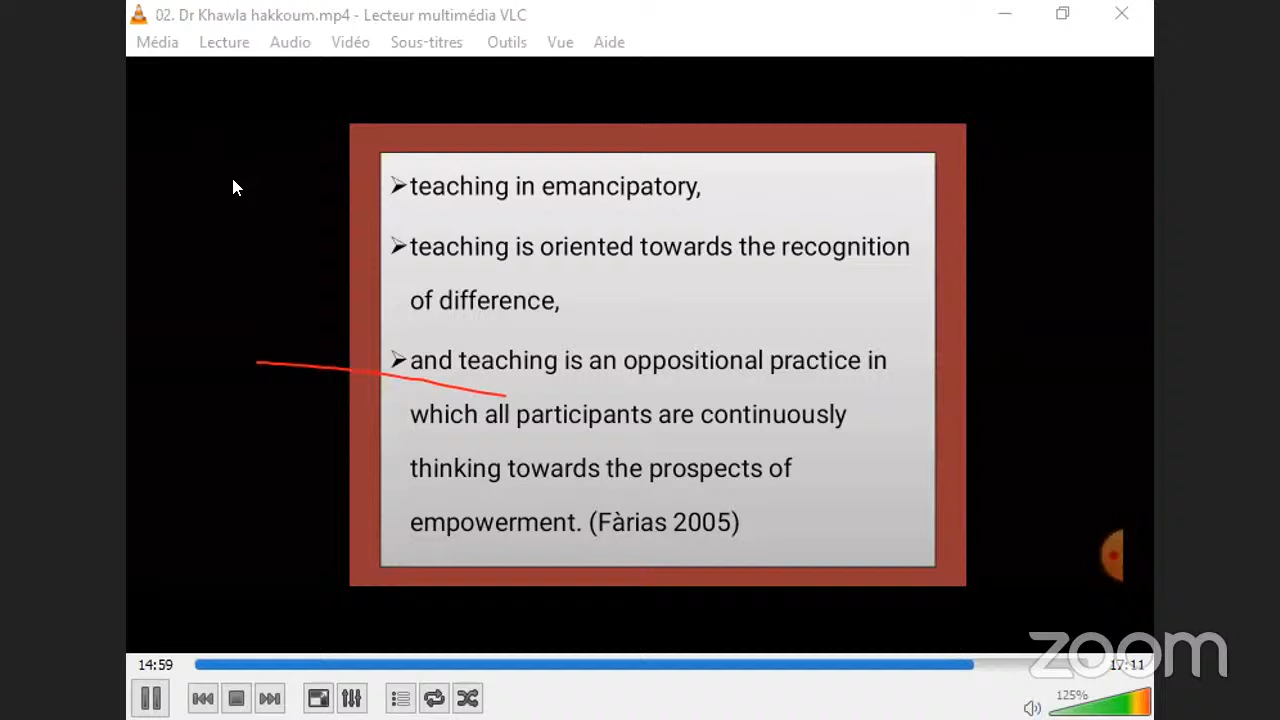 02. Dr Khawla hakkoum.mp4 - Lecteur multimédia VLC
Média Lecture Audio Vidéo Sous-titres Outils Vue Aide
➢teaching in emancipatory,
➢teaching is oriented towards the recognition
of difference,
➢and teaching is an oppositional practice in
which all participants are continuously
thinking towards the prospects of
empowerment. (Fàrias 2005)
zoom
14:59 17:11
125%